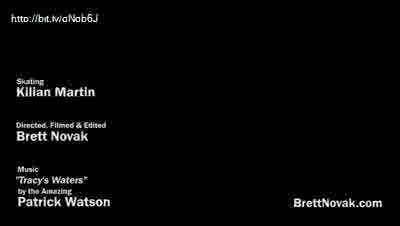 http://bit.ly/aNab6J
Skating
Kilian Martin
Directed, Filmed & Edited
Brett Novak
Music
"Tracy's Waters"
by the Amazing
Patrick Watson
BrettNovak.com